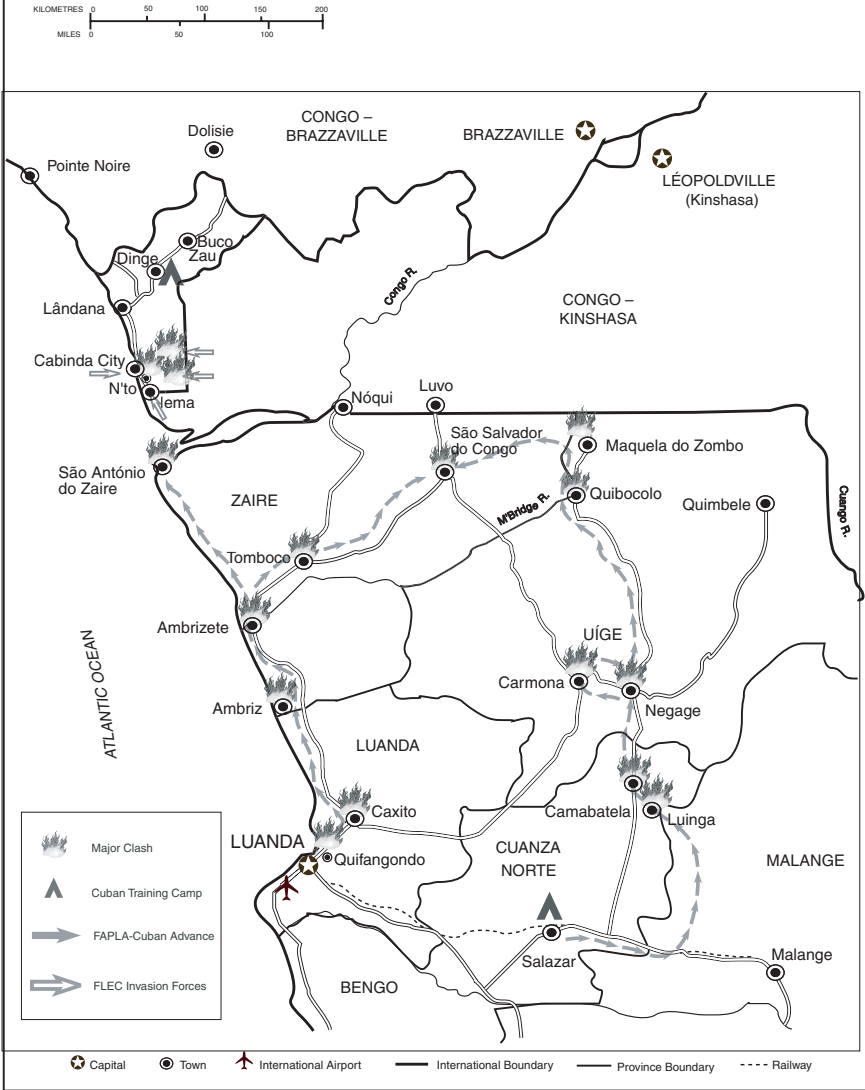 KILOMETRES 0 50 100 150 200
MILES 0 50 100
CONGO –
BRAZZAVILLE
Dolisie
BRAZZAVILLE
Pointe Noire
LÉOPOLDVILLE
(Kinshasa)
Buco
Zau
Dinge
Congo R.
Lândana
CONGO –
KINSHASA
Cabinda City
N'to
Iema
Nóqui
Luvo
São Salvador
do Congo
Maquela do Zombo
São António
do Zaire
ZAIRE
Quibocolo
Quimbele
M'Bridge R.
Cuango R.
Tomboco
Ambrizete
UÍGE
ATLANTIC OCEAN
Carmona
Negage
Ambriz
LUANDA
Caxito
Camabatela
Luinga
LUANDA
Quifangondo
CUANZA
NORTE
MALANGE
Major Clash
Cuban Training Camp
FAPLA-Cuban Advance
FLEC Invasion Forces
Salazar
Malange
BENGO
Capital Town International Airport International Boundary Province Boundary Railway